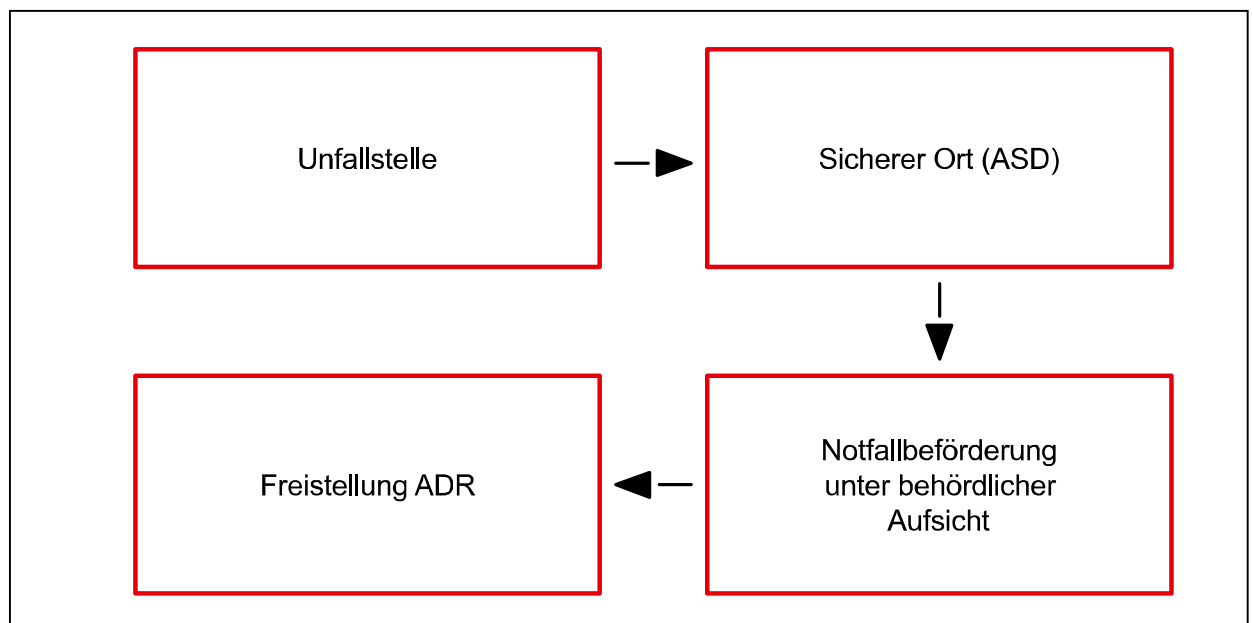 Unfallstelle
Sicherer Ort (ASD)
Notfallbeförderung
unter behördlicher
Aufsicht
Freistellung ADR